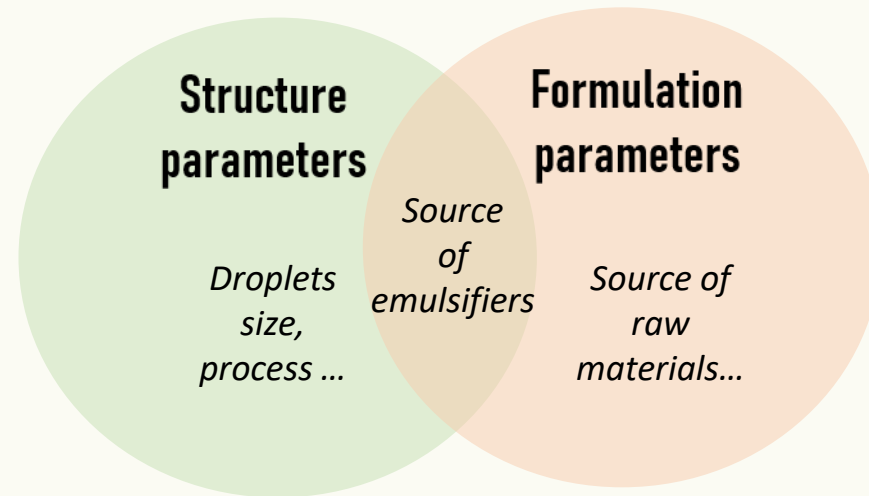 Structure
parameters
Formulation
parameters
Source
of
emulsifiers
Droplets
size,
process ...
Source of
raw
materials...